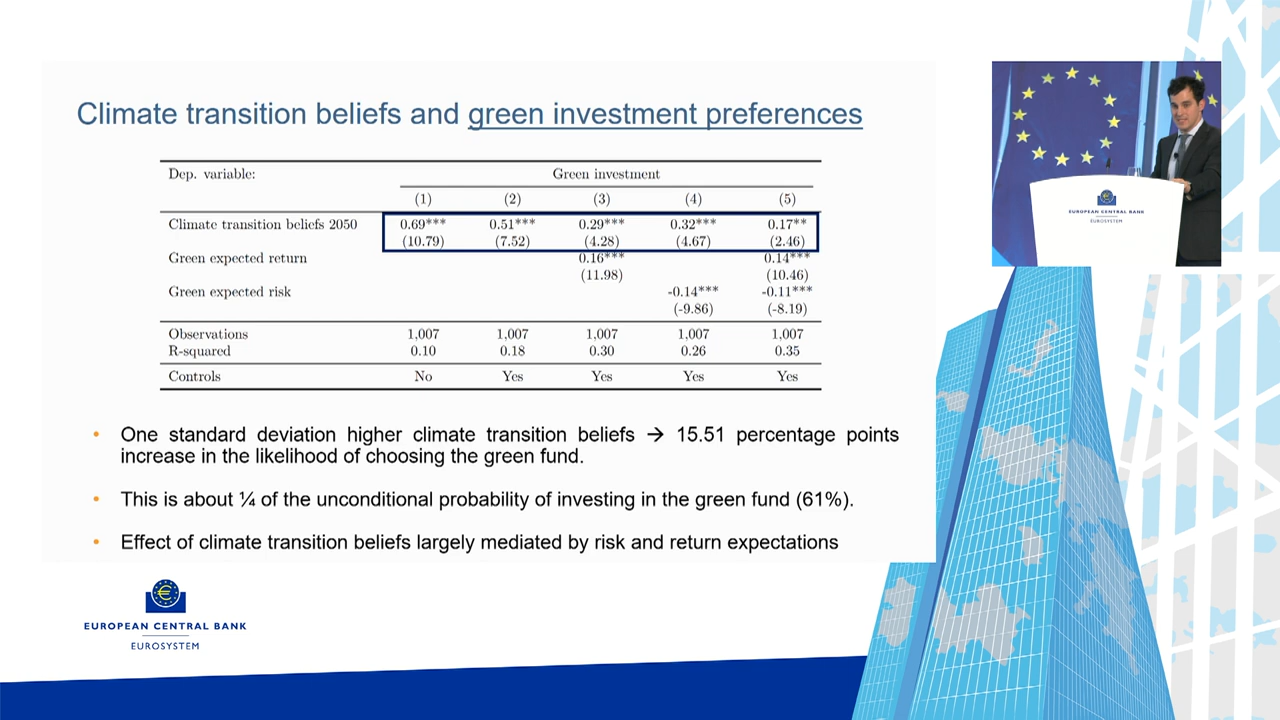 Climate transition beliefs and green investment preferences
Dep. variable: Green investment
(1) (2) (3) (4) (5)
Climate transition beliefs 2050 0.69*** 0.51*** 0.29*** 0.32*** 0.17**
(10.79) (7.52) (4.28) (4.67) (2.46)
Green expected return 0.16*** 0.14***
(11.98) (10.46)
Green expected risk -0.14*** -0.11***
(-9.86) (-8.19)
Observations 1,007 1,007 1,007 1,007 1,007
R-squared 0.10 0.18 0.30 0.26 0.35
Controls No Yes Yes Yes Yes
• One standard deviation higher climate transition beliefs → 15.51 percentage points
increase in the likelihood of choosing the green fund.
• This is about ¼ of the unconditional probability of investing in the green fund (61%).
• Effect of climate transition beliefs largely mediated by risk and return expectations
EUROPEAN CENTRAL BANK
EUROSYSTEM
EUROPEAN CENTRAL BANK
EUROSYSTEM